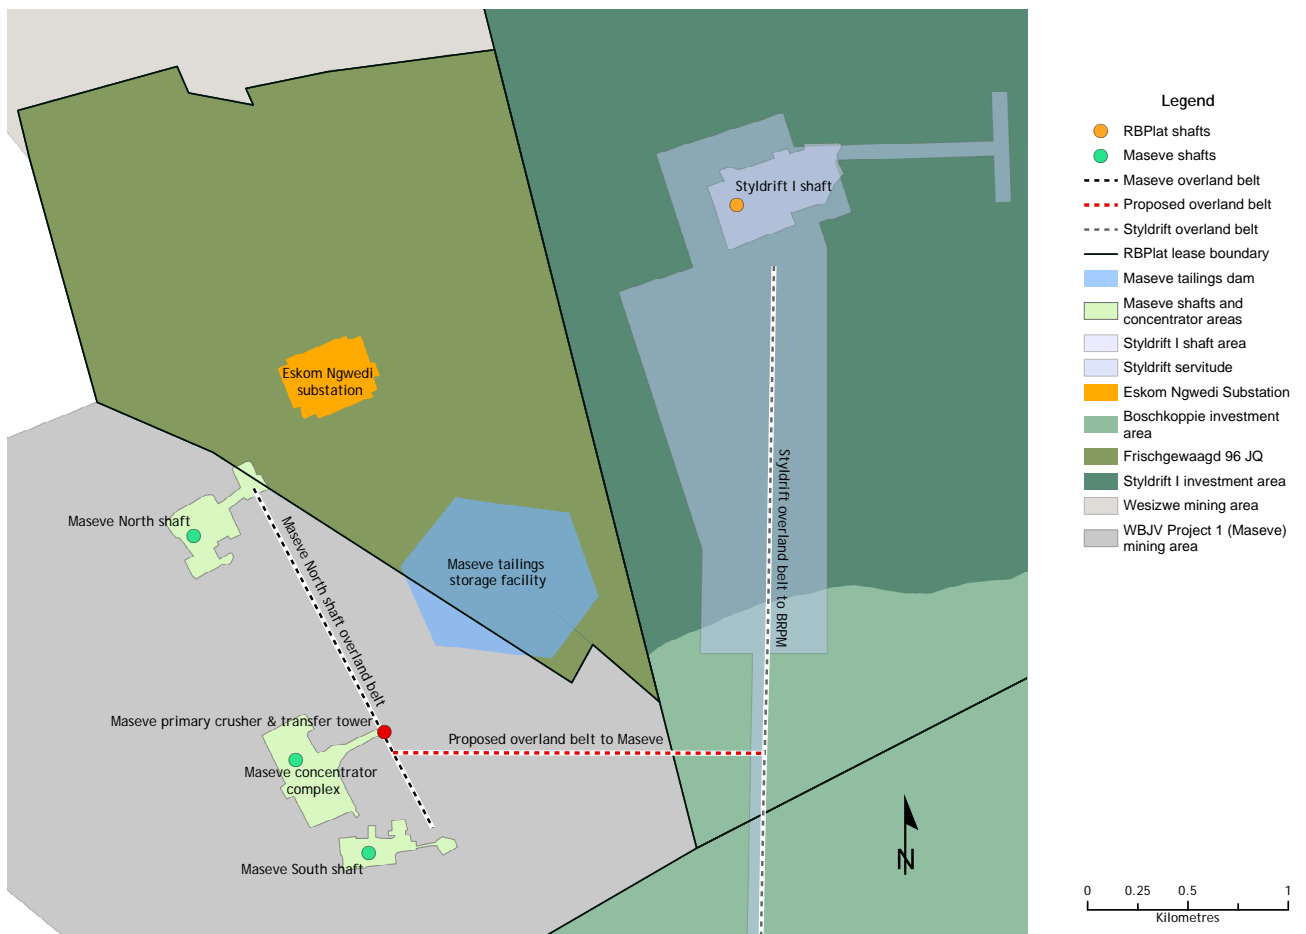 Styldrift I shaft
Eskom Ngwedi
substation
Maseve North shaft
Maseve North shaft overland belt
Maseve tailings
storage facility
Styldrift overland belt to BRPM
Maseve primary crusher & transfer tower
Proposed overland belt to Maseve
Maseve concentrator
complex
Maseve South shaft
N
Legend
RBPlat shafts
Maseve shafts
Maseve overland belt
Proposed overland belt
Styldrift overland belt
RBPlat lease boundary
Maseve tailings dam
Maseve shafts and
concentrator areas
Styldrift I shaft area
Styldrift servitude
Eskom Ngwedi Substation
Boschkoppie investment
area
Frischgewaagd 96 JQ
Styldrift I investment area
Wesizwe mining area
WBJV Project 1 (Maseve)
mining area
0 0.25 0.5 1
Kilometres